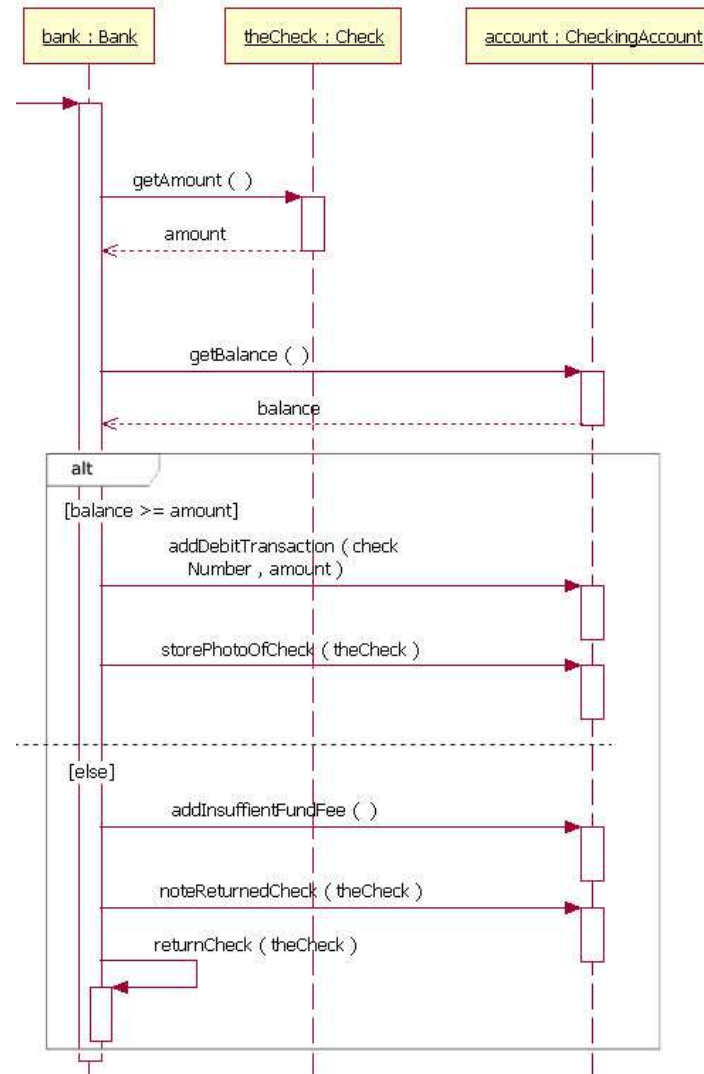 bank : Bank
theCheck : Check
account : CheckingAccount
getAmount ( )
amount
getBalance ( )
balance
alt
[balance >= amount]
addDebitTransaction ( check
Number , amount )
storePhotoOfCheck ( theCheck )
[else]
addInsuffientFundFee ( )
noteReturnedCheck ( theCheck )
returnCheck ( theCheck )